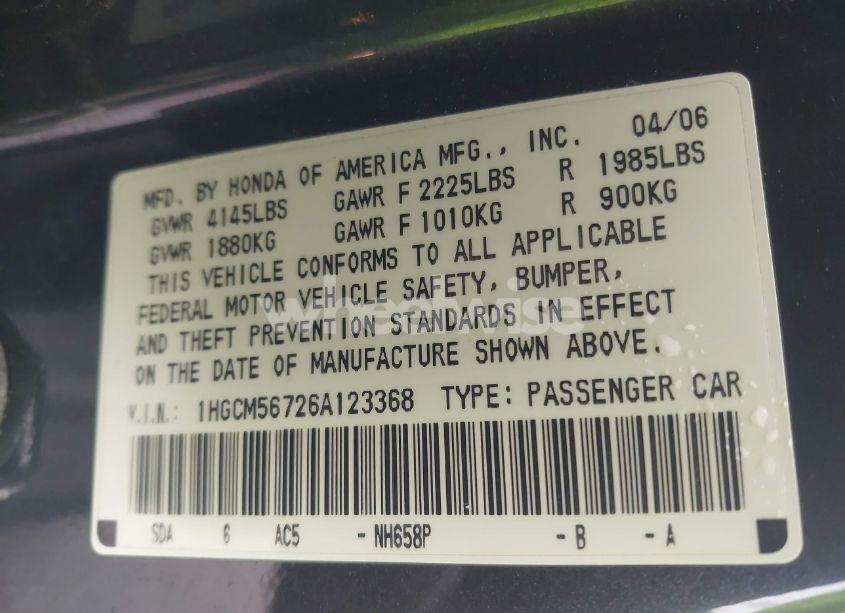 MFD. BY HONDA OF AMERICA MFG., INC. 04/06
GVWR 4145LBS GAWR F 2225LBS R 1985LBS
GVWR 1880KG GAWR F 1010KG R 900KG
THIS VEHICLE CONFORMS TO ALL APPLICABLE
FEDERAL MOTOR VEHICLE SAFETY, BUMPER,
AND THEFT PREVENTION STANDARDS IN EFFECT
ON THE DATE OF MANUFACTURE SHOWN ABOVE.
V.I.N.: 1HGCM56726A123368 TYPE: PASSENGER CAR
SDA 6 AC5 - NH658P - B - A
wheelwise